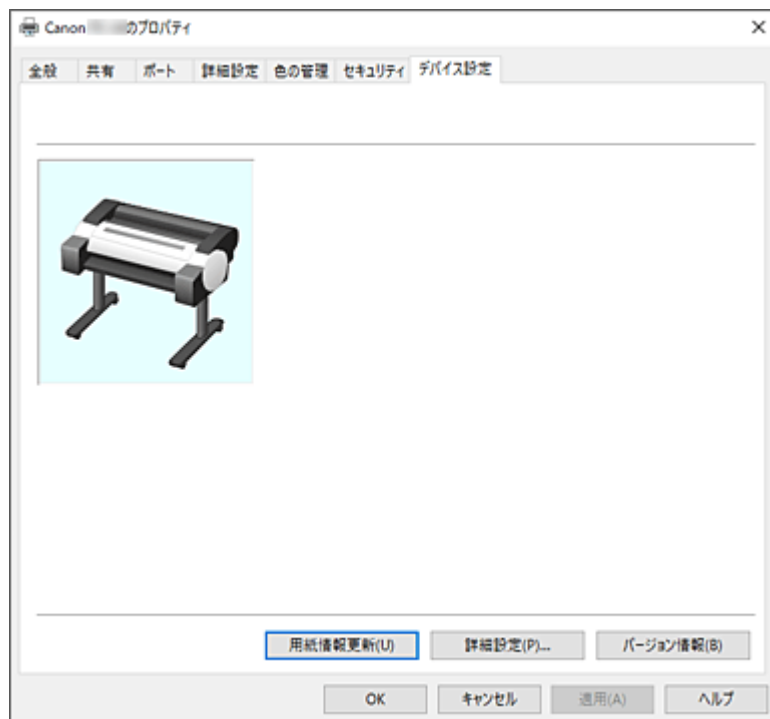 Canon のプロパティ
全般 共有 ポート 詳細設定 色の管理 セキュリティ デバイス設定
用紙情報更新(U) 詳細設定(P)... バージョン情報(B)
OK キャンセル 適用(A) ヘルプ